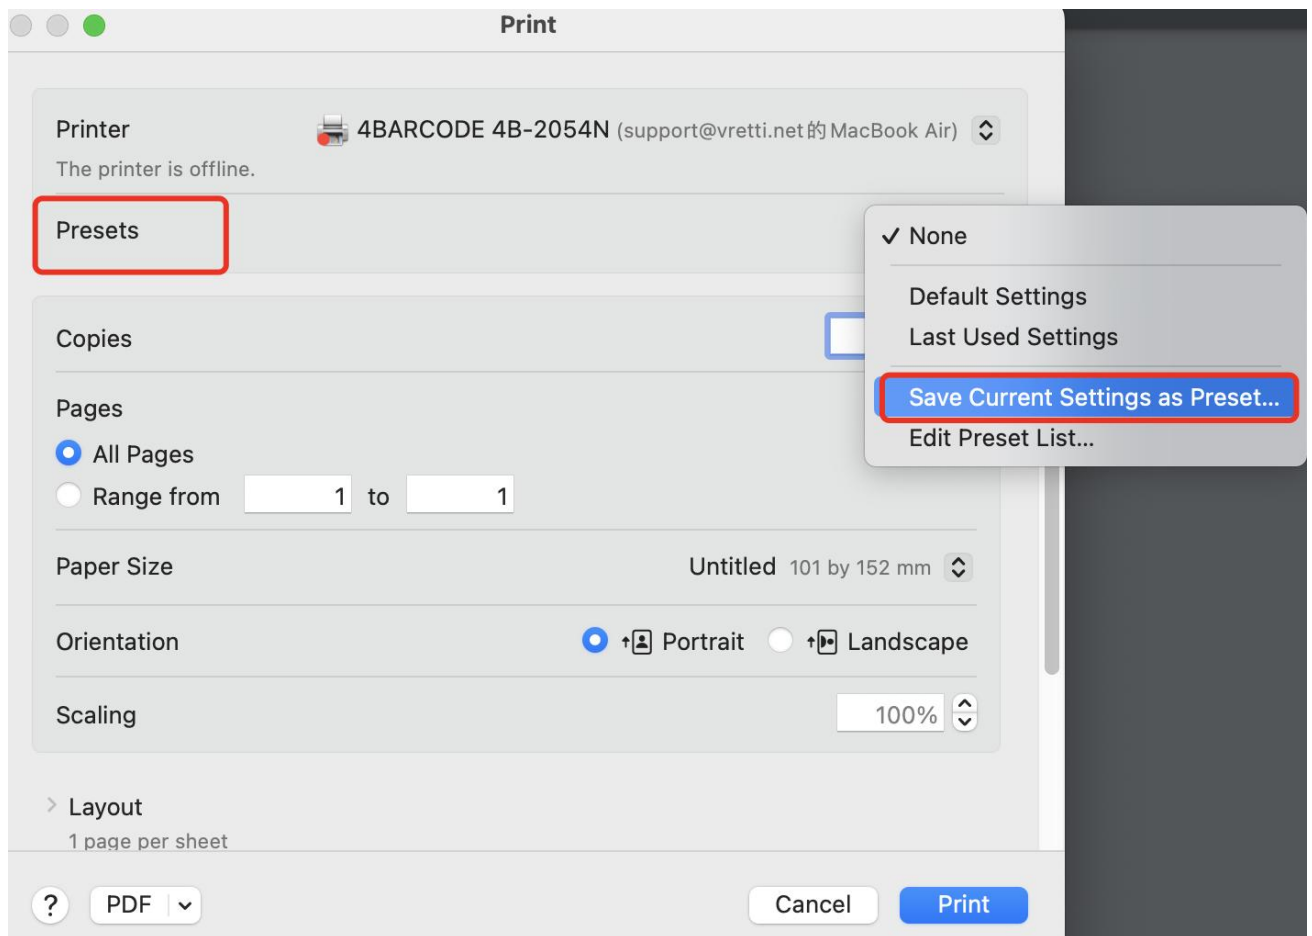 Print
Printer 4BARCODE 4B-2054N (support@vretti.net的MacBook Air)
The printer is offline.
Presets
✓ None
Default Settings
Last Used Settings
Save Current Settings as Preset...
Edit Preset List...
Copies
Pages
All Pages
Range from 1 to 1
Paper Size Untitled 101 by 152 mm
Orientation Portrait Landscape
Scaling 100%
Layout
1 page per sheet
? PDF Cancel Print